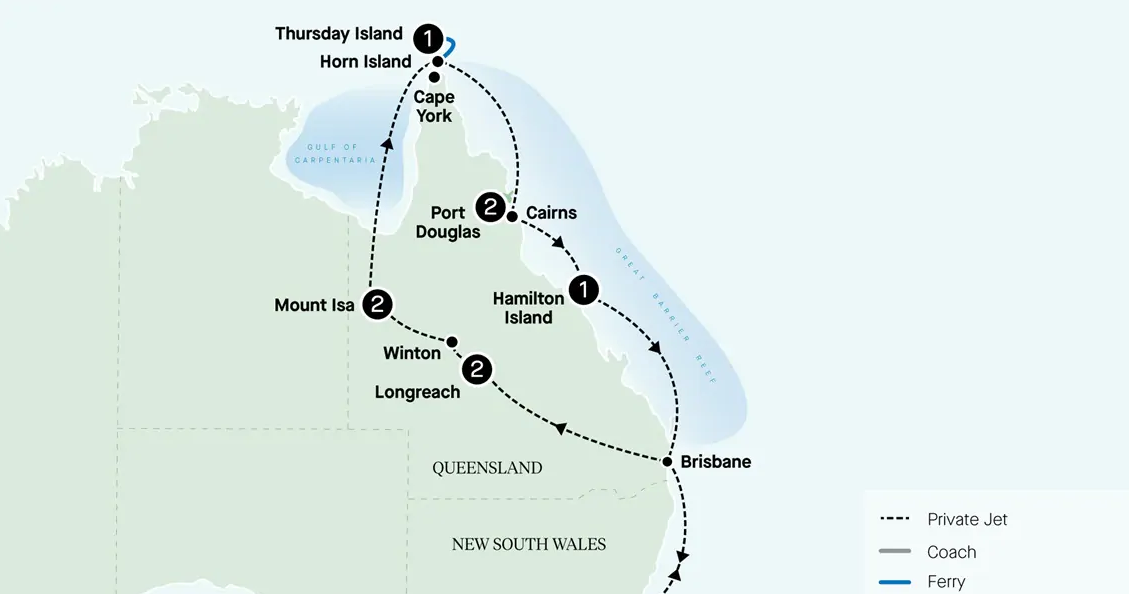 Thursday Island
1
Horn Island
Cape
York
GULF OF
CARPENTARIA
2
Port
Douglas
Cairns
GREAT BARRIER REEF
1
Hamilton
Island
Mount Isa
2
Winton
2
Longreach
Brisbane
QUEENSLAND
NEW SOUTH WALES
Private Jet
Coach
Ferry